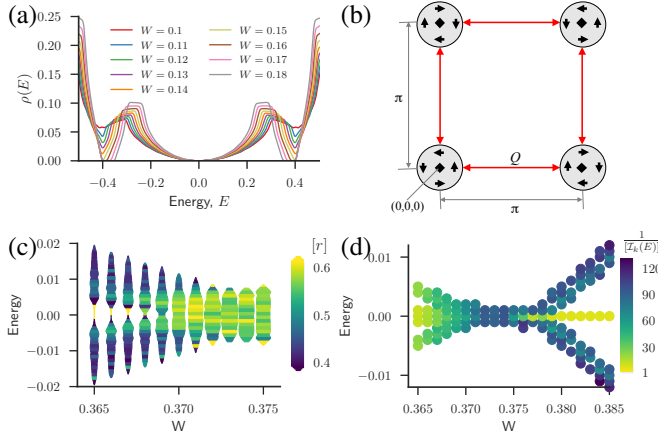 (a)
0.25
0.20
0.15
0.10
0.05
0.00
ρ(E)
−0.4
−0.2
0.0
0.2
0.4
Energy, E
W = 0.1
W = 0.11
W = 0.12
W = 0.13
W = 0.14
W = 0.15
W = 0.16
W = 0.17
W = 0.18
(b)
π
Q
(0,0,0)
π
(c)
0.02
0.01
0.00
−0.01
−0.02
Energy
0.365
0.370
0.375
W
[r]
0.6
0.5
0.4
(d)
0.01
0.00
−0.01
Energy
0.365
0.370
0.375
0.380
0.385
W
1
[I_k(E)]
120
90
60
30
1